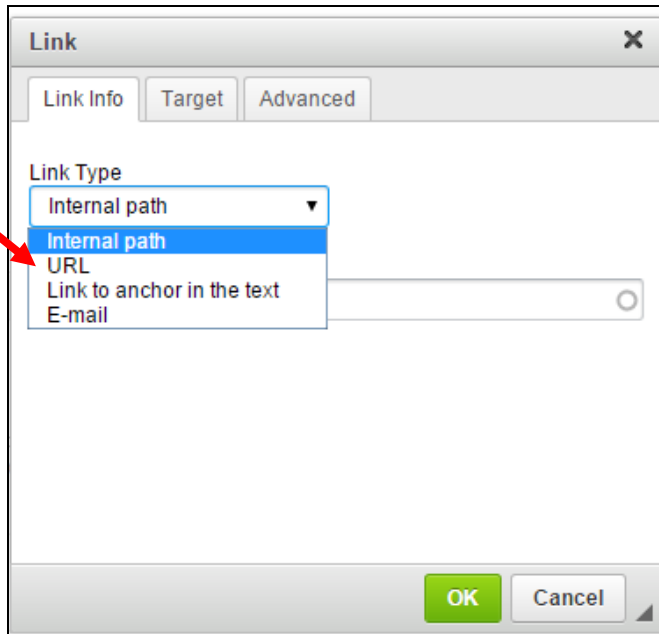 Link
Link Info Target Advanced
Link Type
Internal path
Internal path
URL
Link to anchor in the text
E-mail
OK Cancel